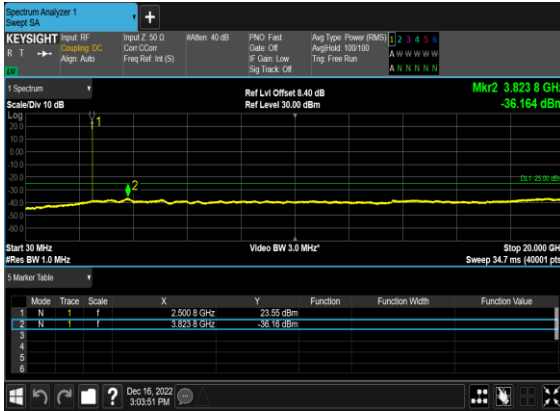 Spectrum Analyzer 1
Swept SA
+
KEYSIGHT Input: RF Input Z: 50 Ω #Atten: 40 dB PNO: Fast Avg Type: Power (RMS) 1 2 3 4 5 6
R T Coupling: DC Corr CCorr Gate: Off Avg|Hold: 100/100 A W W W W W
Align: Auto Freq Ref: Int (S) IF Gain: Low Trig: Free Run
Sig Track: Off A N N N N N
1 Spectrum
Scale/Div 10 dB
Ref Lvl Offset 8.40 dB
Ref Level 30.00 dBm
Mkr2 3.823 8 GHz
-36.164 dBm
Log
20.0
10.0
0.00
-10.0
-20.0
-30.0
-40.0
-50.0
-60.0
1
2
DL1 -25.00 dBm
Start 30 MHz Video BW 3.0 MHz* Stop 20.000 GH
#Res BW 1.0 MHz Sweep 34.7 ms (40001 pts
5 Marker Table
Mode Trace Scale X Y Function Function Width Function Value
1 N 1 f 2.500 8 GHz 23.55 dBm
2 N 1 f 3.823 8 GHz -36.16 dBm
3
4
5
6
? Dec 16, 2022
3:03:51 PM